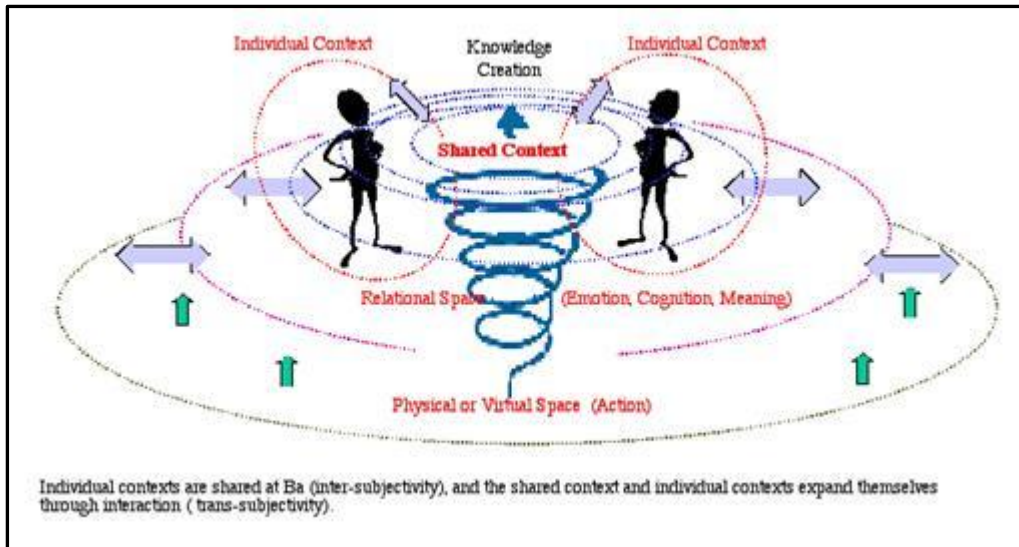 Individual Context
Knowledge
Creation
Individual Context
Shared Context
Relational Space
(Emotion, Cognition, Meaning)
Physical or Virtual Space (Action)
Individual contexts are shared at Ba (inter-subjectivity), and the shared context and individual contexts expand themselves
through interaction ( trans-subjectivity).